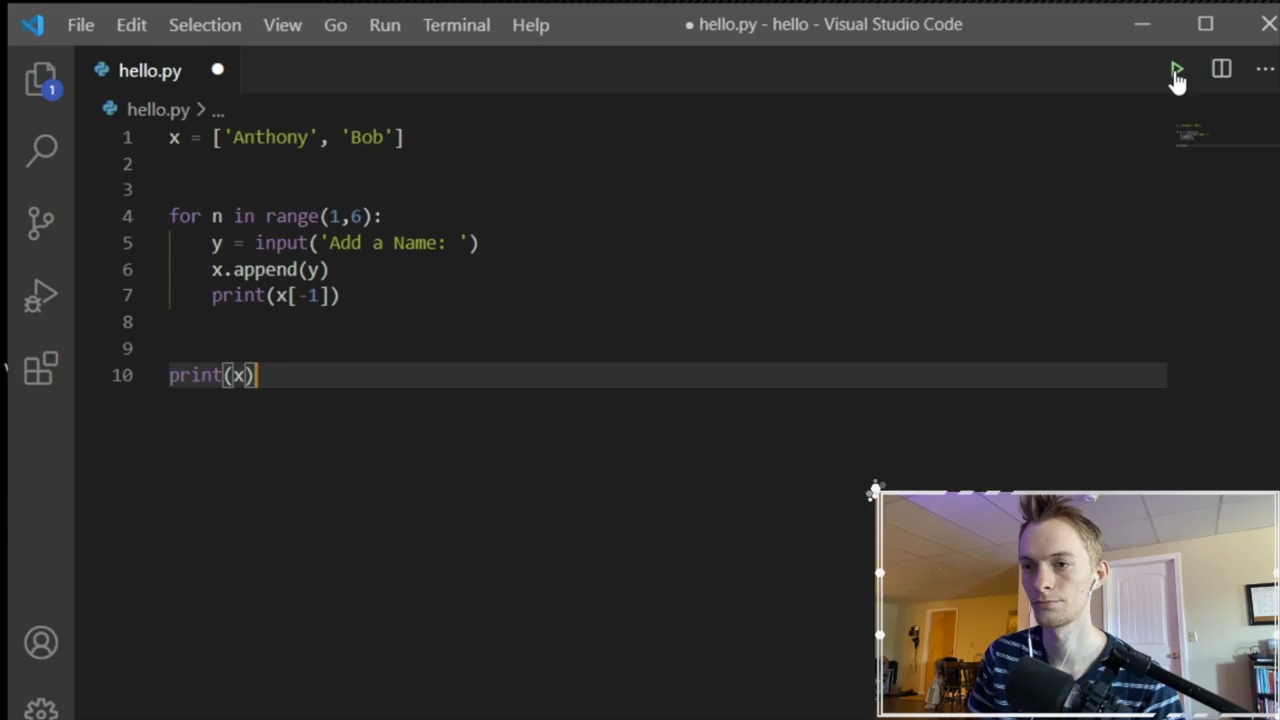 File Edit Selection View Go Run Terminal Help ● hello.py - hello - Visual Studio Code
hello.py
1
hello.py > ...
1 x = ['Anthony', 'Bob']
2
3
4 for n in range(1,6):
5     y = input('Add a Name: ')
6     x.append(y)
7     print(x[-1])
8
9
10 print(x)